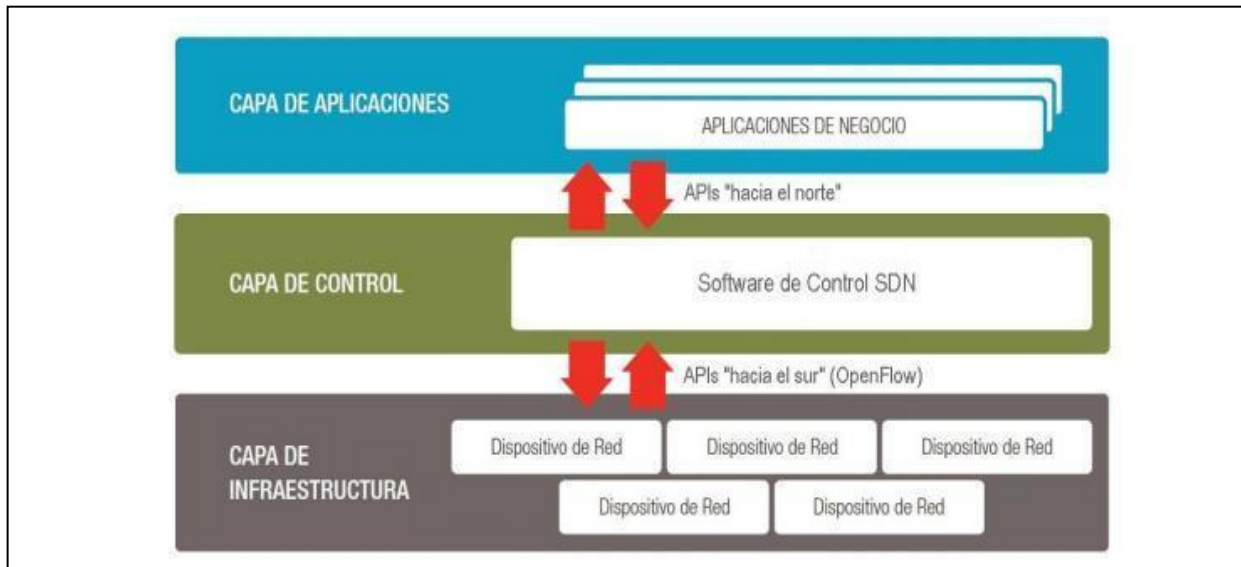 CAPA DE APLICACIONES
APLICACIONES DE NEGOCIO
APIs "hacia el norte"
CAPA DE CONTROL
Software de Control SDN
APIs "hacia el sur" (OpenFlow)
CAPA DE
INFRAESTRUCTURA
Dispositivo de Red
Dispositivo de Red
Dispositivo de Red
Dispositivo de Red
Dispositivo de Red